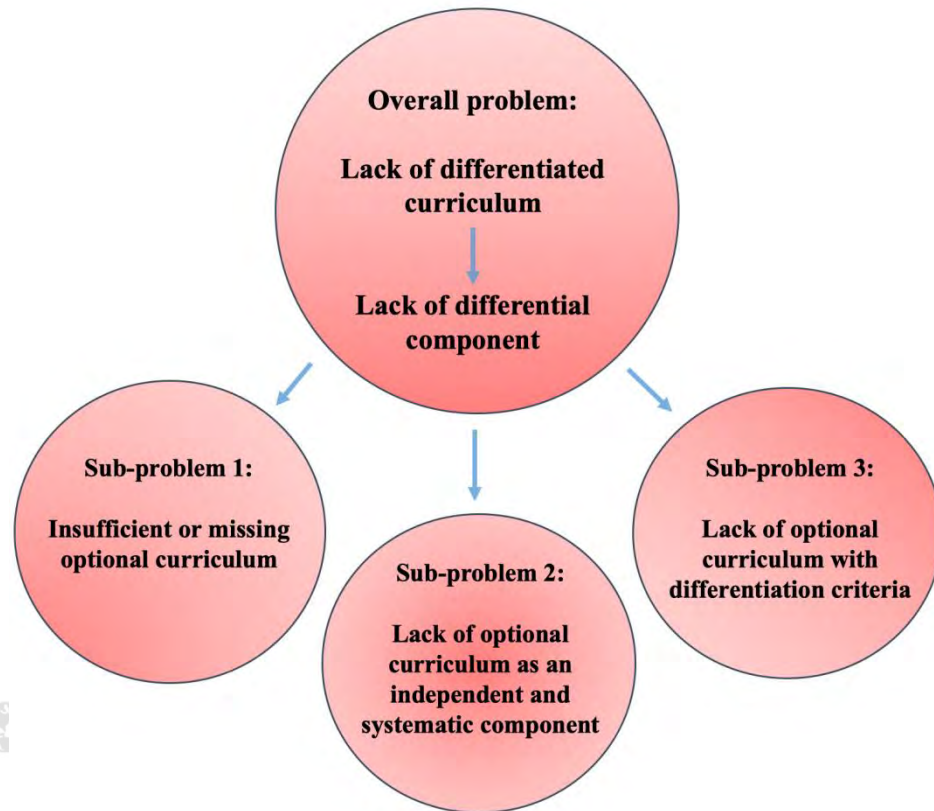 Overall problem:
Lack of differentiated
curriculum
Lack of differential
component
Sub-problem 1:
Insufficient or missing
optional curriculum
Sub-problem 2:
Lack of optional
curriculum as an
independent and
systematic component
Sub-problem 3:
Lack of optional
curriculum with
differentiation criteria